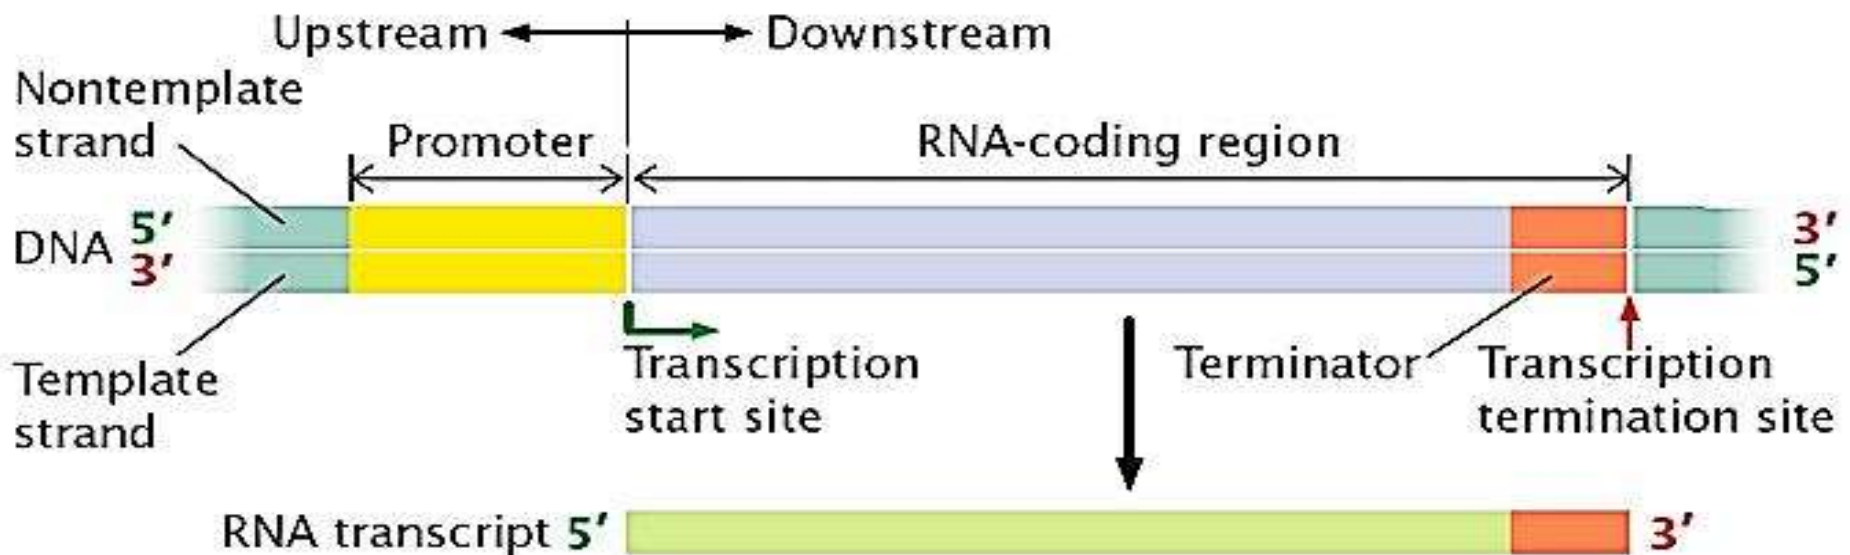 Upstream Downstream
Nontemplate
strand
Promoter
RNA-coding region
DNA
5′
3′
3′
5′
Template
strand
Transcription
start site
Terminator
Transcription
termination site
RNA transcript 5′
3′